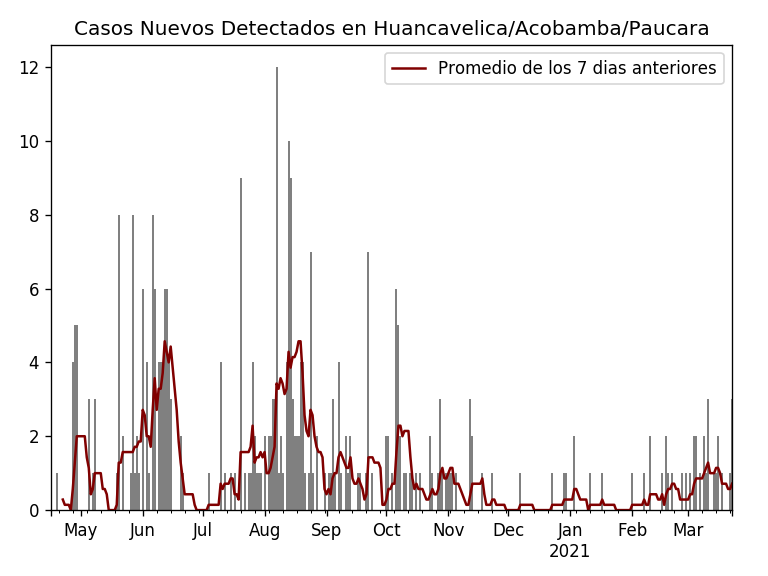 Casos Nuevos Detectados en Huancavelica/Acobamba/Paucara
Promedio de los 7 dias anteriores
12
10
8
6
4
2
0
May Jun Jul Aug Sep Oct Nov Dec Jan Feb Mar
2021